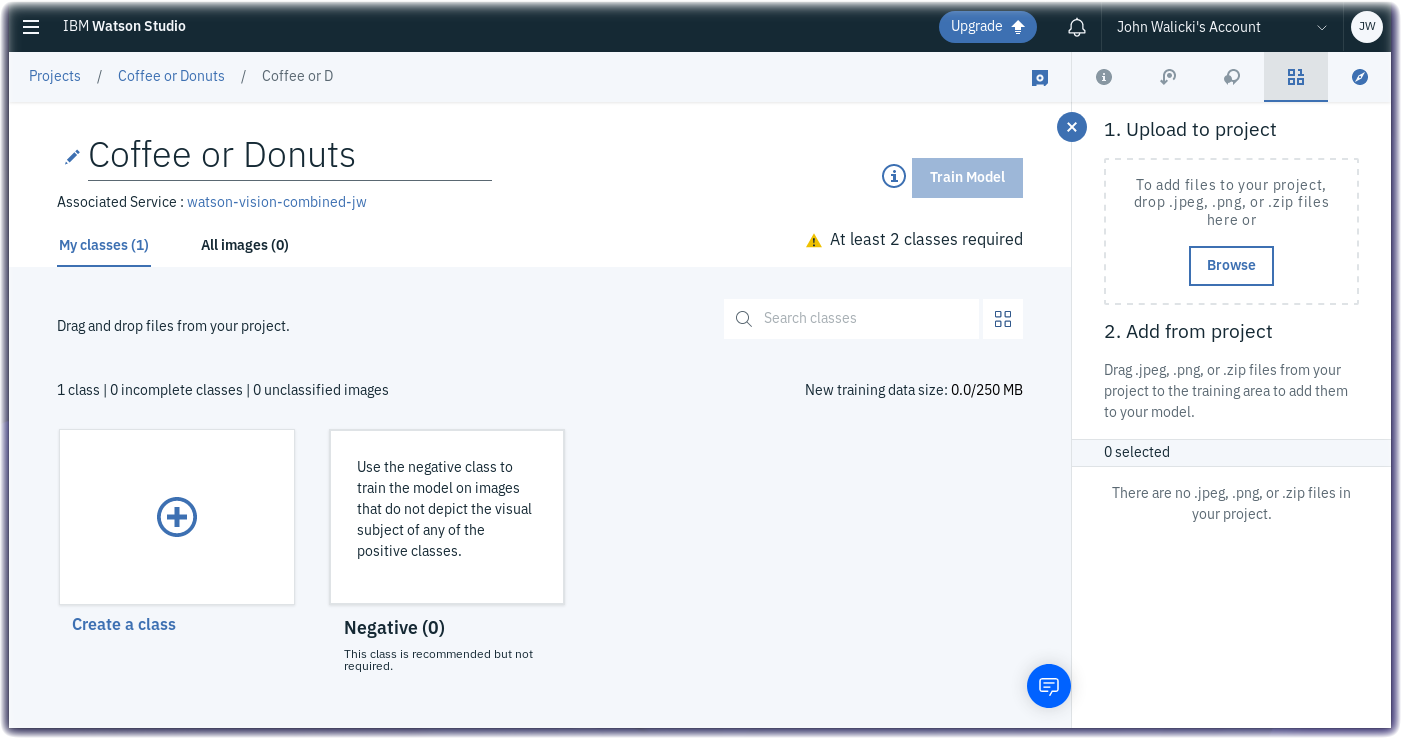 IBM Watson Studio
Upgrade
John Walicki's Account
JW
Projects / Coffee or Donuts / Coffee or D
Coffee or Donuts
Train Model
Associated Service : watson-vision-combined-jw
My classes (1)
All images (0)
At least 2 classes required
Drag and drop files from your project.
Search classes
1 class | 0 incomplete classes | 0 unclassified images
New training data size: 0.0/250 MB
Create a class
Use the negative class to
train the model on images
that do not depict the visual
subject of any of the
positive classes.
Negative (0)
This class is recommended but not
required.
1. Upload to project
To add files to your project,
drop .jpeg, .png, or .zip files
here or
Browse
2. Add from project
Drag .jpeg, .png, or .zip files from your
project to the training area to add them
to your model.
0 selected
There are no .jpeg, .png, or .zip files in
your project.